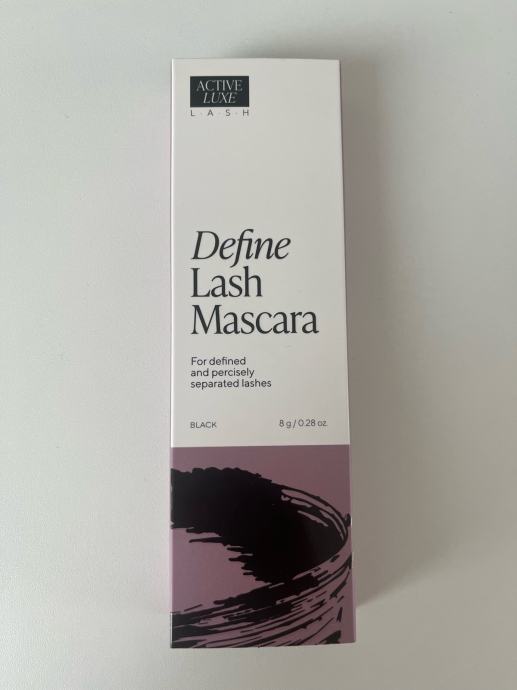 ACTIVE
LUXE
L·A·S·H
Define
Lash
Mascara
For defined
and percisely
separated lashes
BLACK 8 g / 0.28 oz.